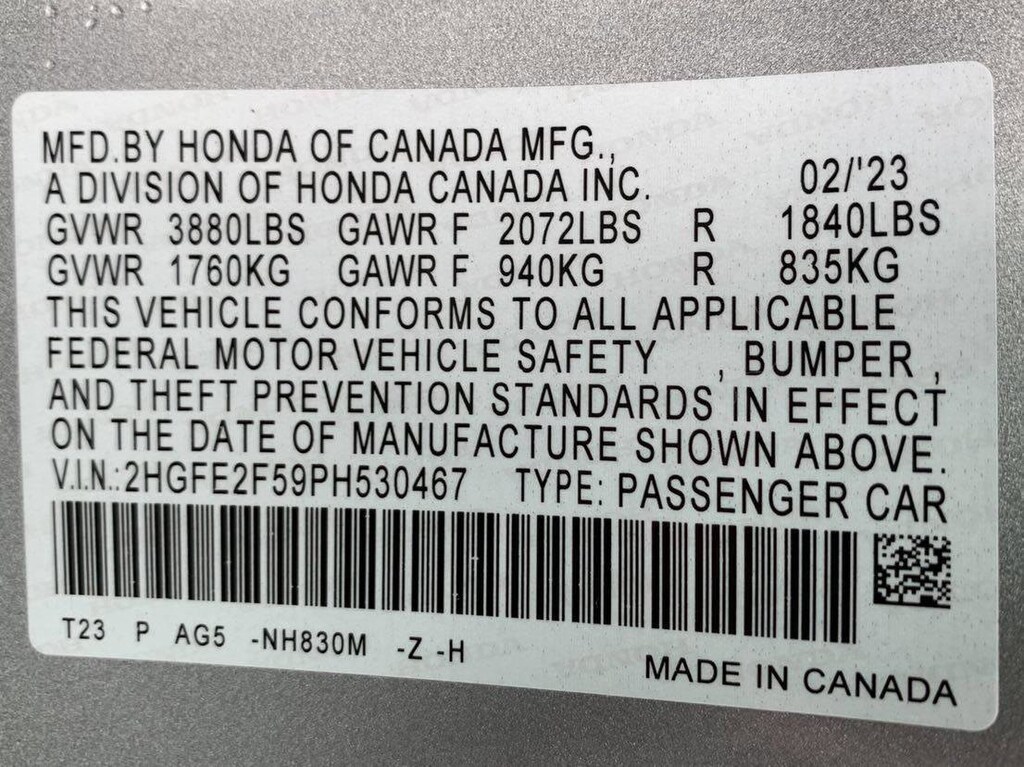 MFD.BY HONDA OF CANADA MFG.,
A DIVISION OF HONDA CANADA INC. 02/'23
GVWR 3880LBS GAWR F 2072LBS R 1840LBS
GVWR 1760KG GAWR F 940KG R 835KG
THIS VEHICLE CONFORMS TO ALL APPLICABLE
FEDERAL MOTOR VEHICLE SAFETY , BUMPER ,
AND THEFT PREVENTION STANDARDS IN EFFECT
ON THE DATE OF MANUFACTURE SHOWN ABOVE.
V.I.N.:2HGFE2F59PH530467 TYPE: PASSENGER CAR
T23 P AG5 -NH830M -Z -H
MADE IN CANADA